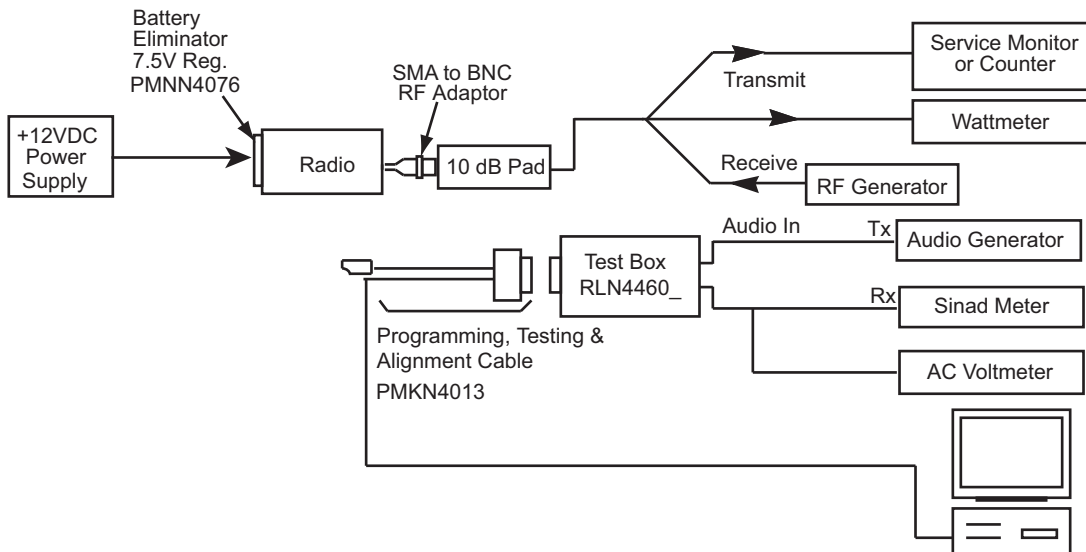 Battery
Eliminator
7.5V Reg.
PMNN4076
SMA to BNC
RF Adaptor
+12VDC
Power
Supply
Radio
10 dB Pad
Transmit
Service Monitor
or Counter
Wattmeter
Receive
RF Generator
Audio In
Tx
Audio Generator
Test Box
RLN4460_
Rx
Sinad Meter
Programming, Testing &
Alignment Cable
PMKN4013
AC Voltmeter